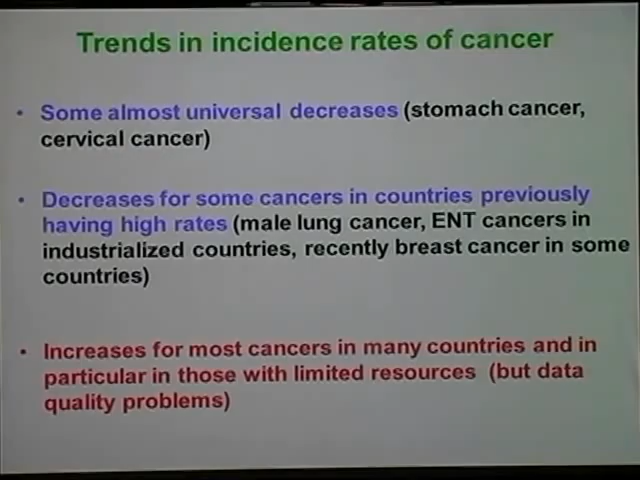 Trends in incidence rates of cancer
• Some almost universal decreases (stomach cancer,
cervical cancer)
• Decreases for some cancers in countries previously
having high rates (male lung cancer, ENT cancers in
industrialized countries, recently breast cancer in some
countries)
• Increases for most cancers in many countries and in
particular in those with limited resources (but data
quality problems)